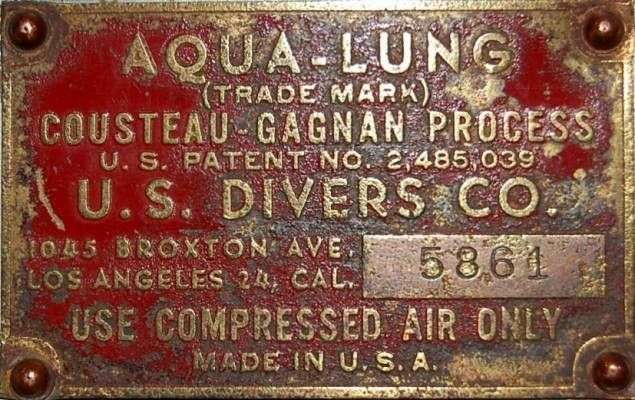 AQUA-LUNG
(TRADE MARK)
COUSTEAU-GAGNAN PROCESS
U.S. PATENT NO. 2,485,039
U.S. DIVERS CO.
1045 BROXTON AVE.
LOS ANGELES 24, CAL.
5861
USE COMPRESSED AIR ONLY
MADE IN U.S.A.